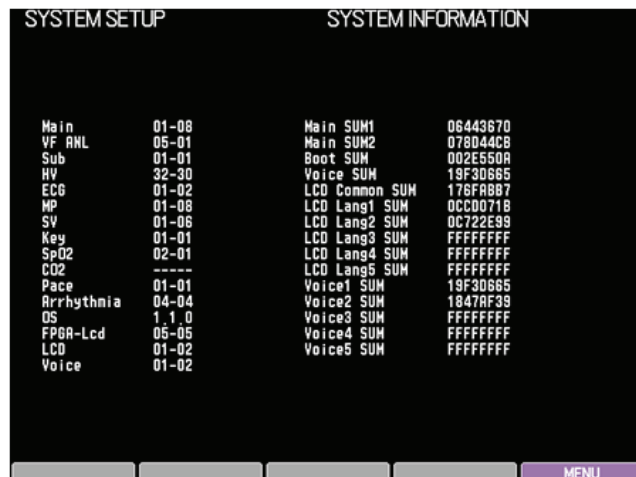 SYSTEM SETUP SYSTEM INFORMATION
Main 01-08 Main SUM1 06443670
VF ANL 05-01 Main SUM2 078D44CB
Sub 01-01 Boot SUM 002E550A
HV 32-30 Voice SUM 19F3D665
ECG 01-02 LCD Common SUM 176FABB7
MP 01-08 LCD Lang1 SUM 0CCD071B
SV 01-06 LCD Lang2 SUM 0C722E99
Key 01-01 LCD Lang3 SUM FFFFFFFF
SpO2 02-01 LCD Lang4 SUM FFFFFFFF
CO2 ----- LCD Lang5 SUM FFFFFFFF
Pace 01-01 Voice1 SUM 19F3D665
Arrhythmia 04-04 Voice2 SUM 1847AF39
OS 1.1.0 Voice3 SUM FFFFFFFF
FPGA-Lcd 05-05 Voice4 SUM FFFFFFFF
LCD 01-02 Voice5 SUM FFFFFFFF
Voice 01-02
MENU